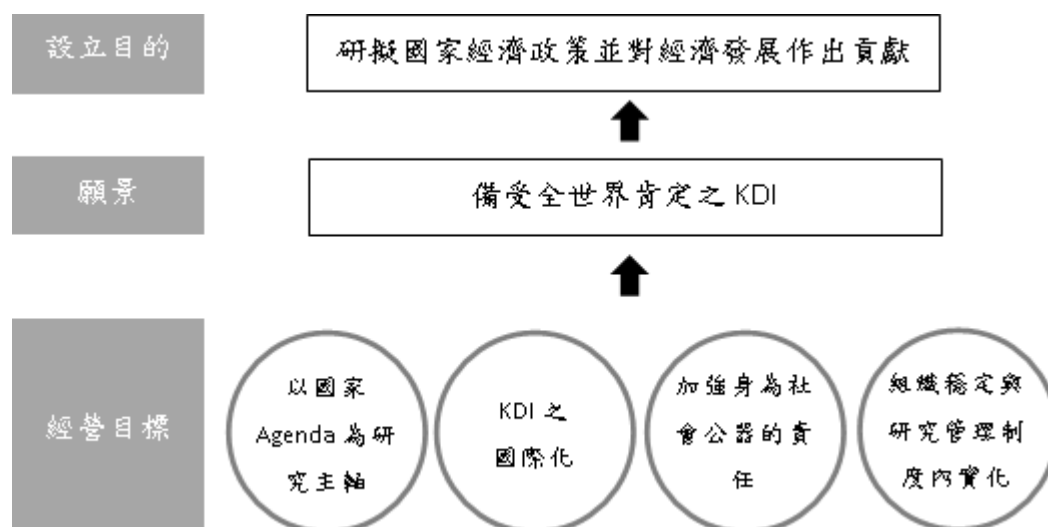 設立目的
研擬國家經濟政策並對經濟發展作出貢獻
願景
備受全世界肯定之 KDI
經營目標
以國家
Agenda 為研
究主軸
KDI 之
國際化
加強身為社
會公器的責
任
組織穩定與
研究管理制
度內實化